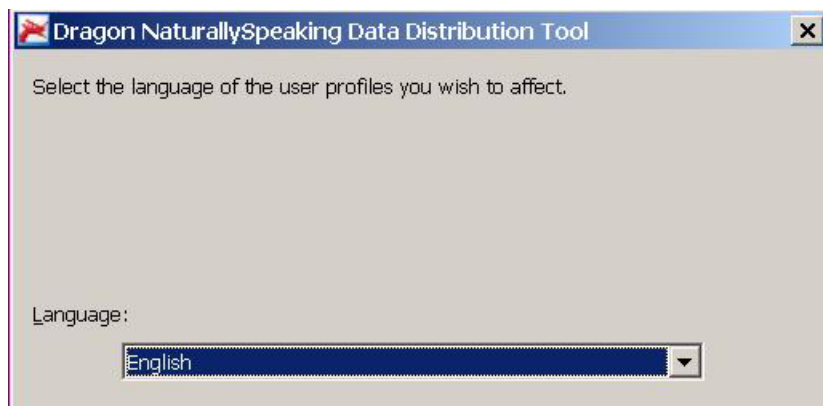 Dragon NaturallySpeaking Data Distribution Tool
Select the language of the user profiles you wish to affect.
Language:
English